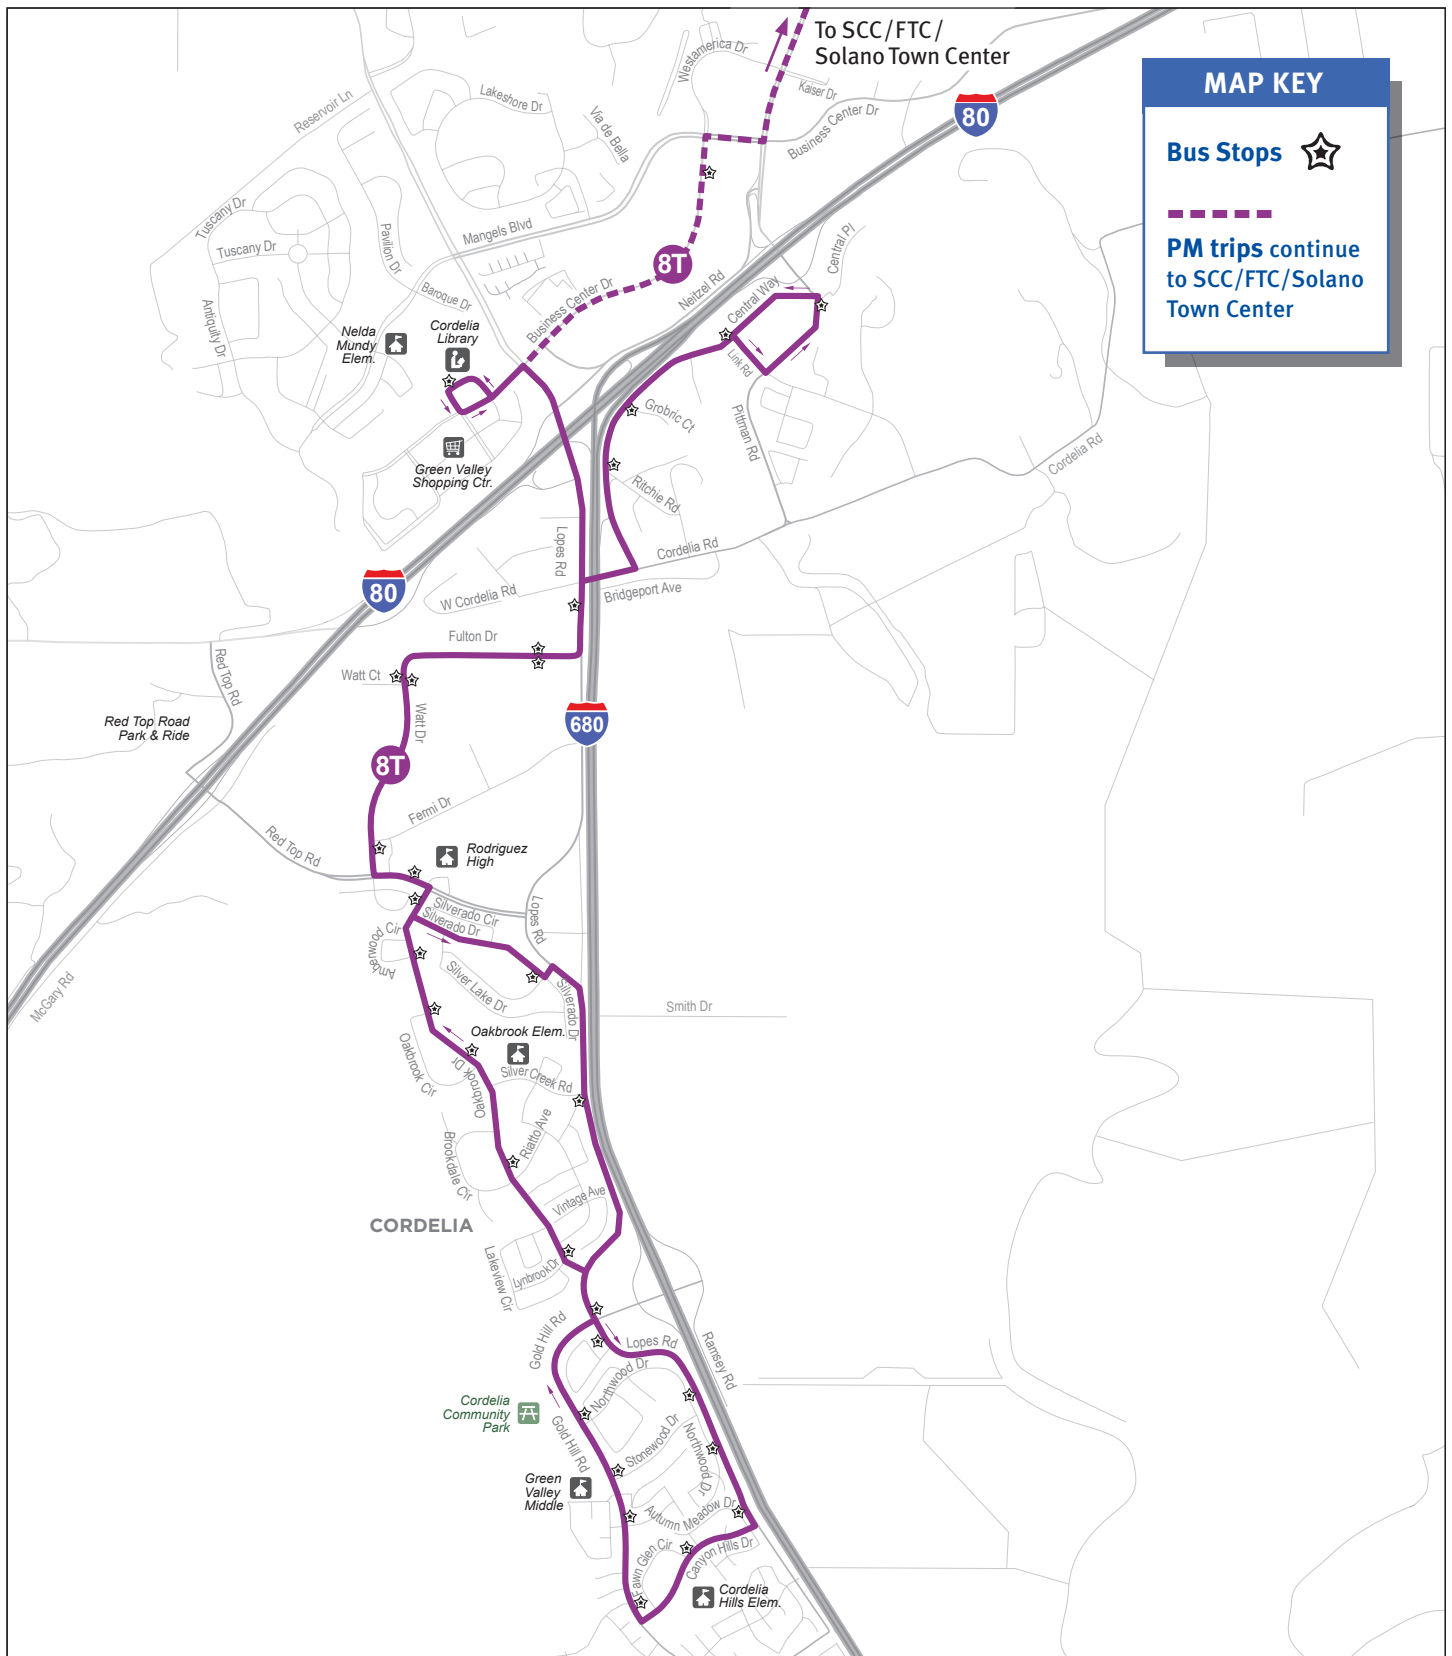 To SCC/FTC/
Solano Town Center
MAP KEY
Bus Stops
PM trips continue
to SCC/FTC/Solano
Town Center
80
Westamerica Dr
Kaiser Dr
Business Center Dr
Lakeshore Dr
Via de Bella
Reservoir Ln
Tuscany Dr
Tuscany Dr
Pavilion Dr
Mangels Blvd
Baroque Dr
Antiquity Dr
Business Center Dr
8T
Neitzel Rd
Central Way
Central Pl
Link Rd
Pittman Rd
Nelda
Mundy
Elem.
Cordelia
Library
Green Valley
Shopping Ctr.
Grobric Ct
Ritchie Rd
Cordelia Rd
Cordelia Rd
Lopes Rd
W Cordelia Rd
Bridgeport Ave
80
Fulton Dr
Watt Ct
Watt Dr
Red Top Rd
Red Top Road
Park & Ride
680
8T
Fermi Dr
Red Top Rd
Rodriguez
High
Silverado Cir
Silverado Dr
Lopes Rd
Amberwood Cir
Silver Lake Dr
Silverado Dr
McGary Rd
Smith Dr
Oakbrook Elem.
Oakbrook Cir
Oakbrook Dr
Silver Creek Rd
Riatto Ave
Brookdale Cir
Vintage Ave
CORDELIA
Lakeview Cir
Lynbrook Dr
Gold Hill Rd
Lopes Rd
Ramsey Rd
Northwood Dr
Cordelia
Community
Park
Gold Hill Rd
Stonewood Dr
Northwood Dr
Green
Valley
Middle
Autumn Meadow Dr
Fawn Glen Cir
Canyon Hills Dr
Cordelia
Hills Elem.